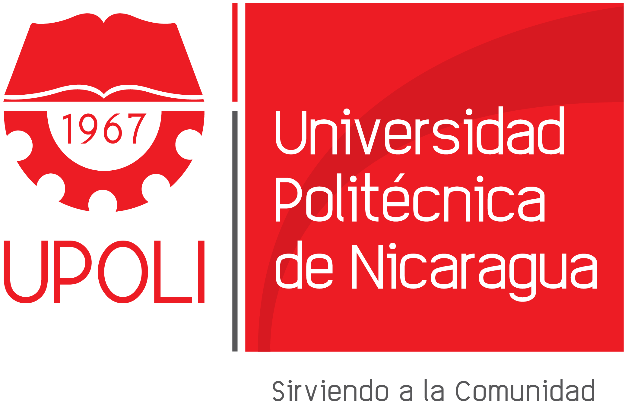 1967
UPOLI
Universidad
Politécnica
de Nicaragua
Sirviendo a la Comunidad